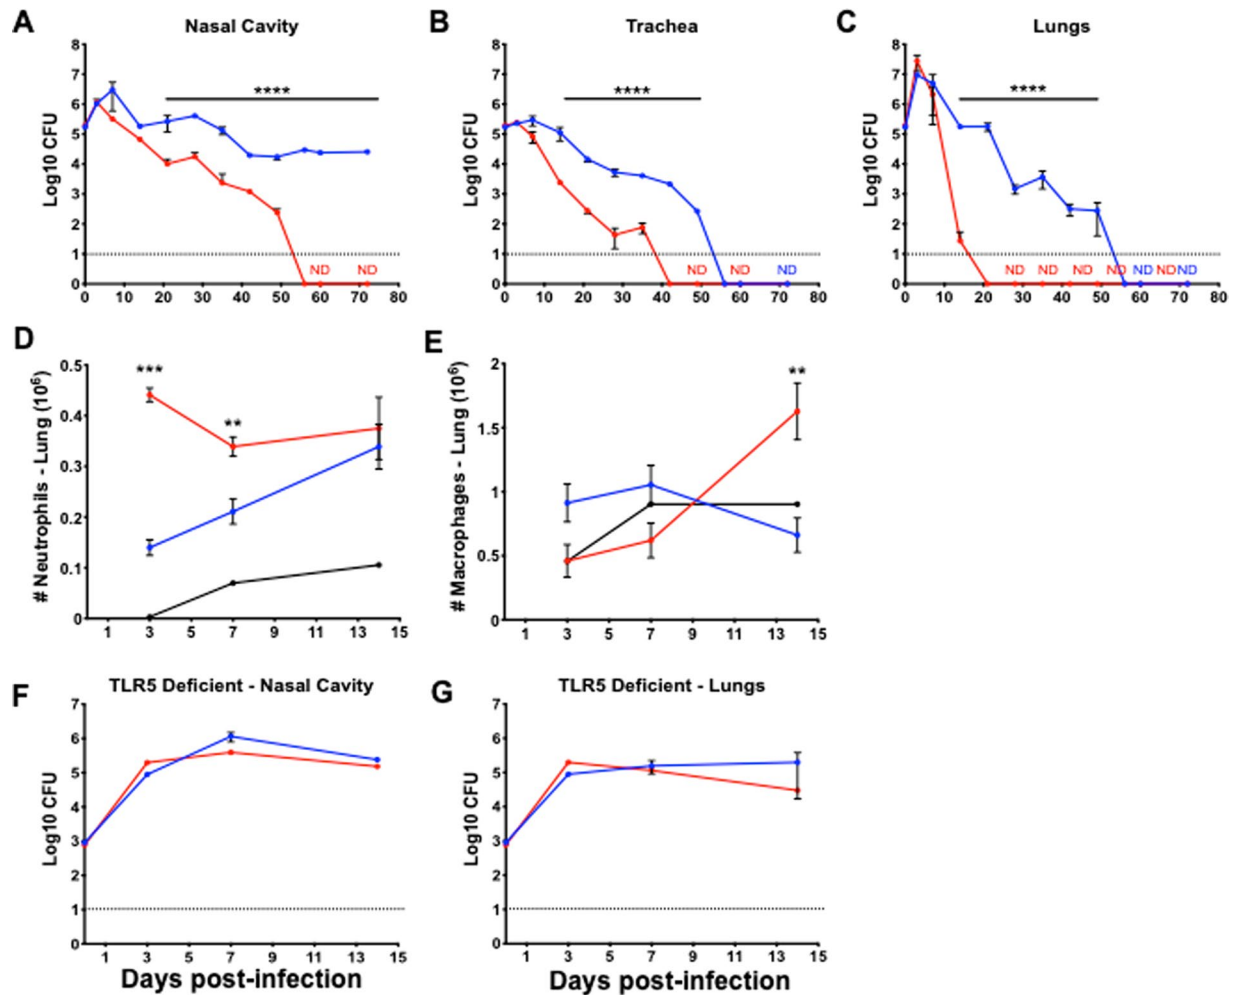 A
Nasal Cavity
8
7
6
5
4
3
2
1
0
Log10 CFU
****
ND ND
0 10 20 30 40 50 60 70 80
B
Trachea
8
7
6
5
4
3
2
1
0
Log10 CFU
****
ND ND ND
0 10 20 30 40 50 60 70 80
C
Lungs
8
7
6
5
4
3
2
1
0
Log10 CFU
****
ND ND ND ND ND ND ND
0 10 20 30 40 50 60 70 80
D
0.5
0.4
0.3
0.2
0.1
0
# Neutrophils - Lung (10⁶)
***
**
1 3 5 7 9 11 13 15
E
2
1.5
1
0.5
0
# Macrophages - Lung (10⁶)
**
1 3 5 7 9 11 13 15
F
TLR5 Deficient - Nasal Cavity
7
6
5
4
3
2
1
0
Log10 CFU
1 3 5 7 9 11 13 15
Days post-infection
G
TLR5 Deficient - Lungs
7
6
5
4
3
2
1
0
Log10 CFU
1 3 5 7 9 11 13 15
Days post-infection